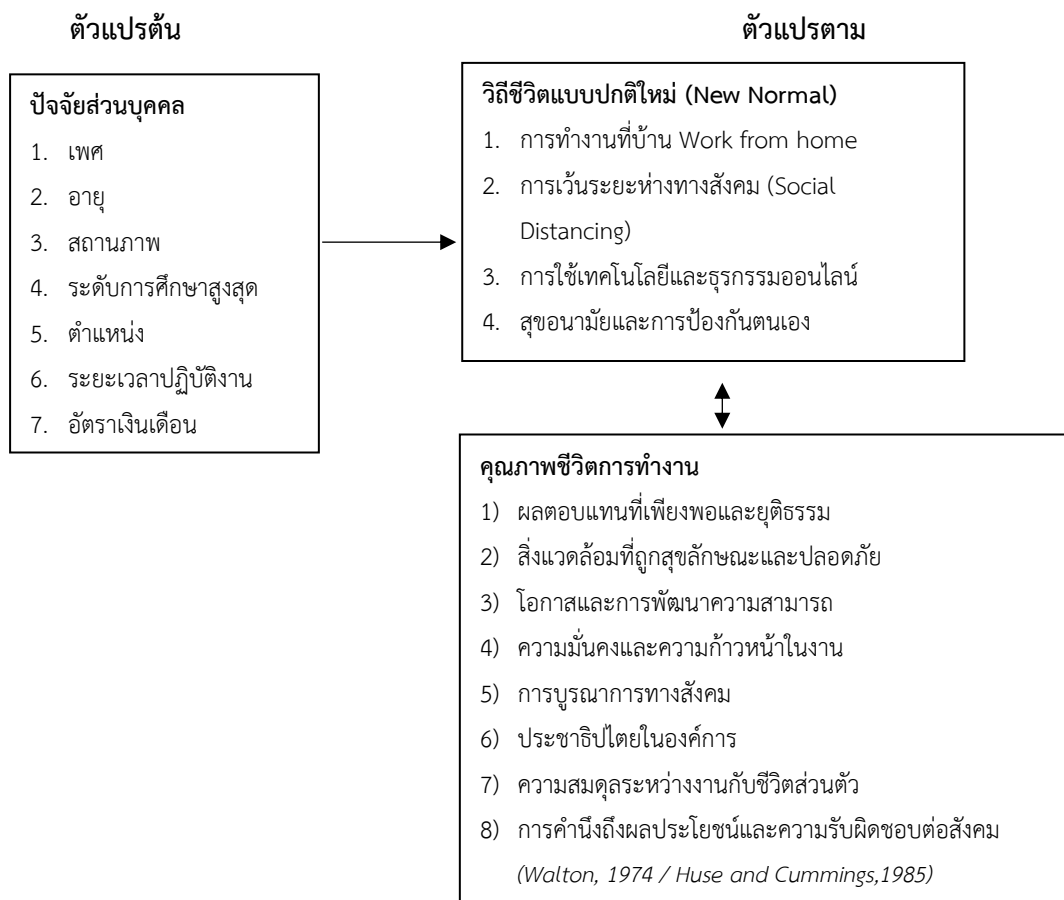 ตัวแปรต้น
ตัวแปรตาม
ปัจจัยส่วนบุคคล
1. เพศ
2. อายุ
3. สถานภาพ
4. ระดับการศึกษาสูงสุด
5. ตำแหน่ง
6. ระยะเวลาปฏิบัติงาน
7. อัตราเงินเดือน
วิถีชีวิตแบบปกติใหม่ (New Normal)
1. การทำงานที่บ้าน Work from home
2. การเว้นระยะห่างทางสังคม (Social
Distancing)
3. การใช้เทคโนโลยีและธุรกรรมออนไลน์
4. สุขอนามัยและการป้องกันตนเอง
คุณภาพชีวิตการทำงาน
1) ผลตอบแทนที่เพียงพอและยุติธรรม
2) สิ่งแวดล้อมที่ถูกสุขลักษณะและปลอดภัย
3) โอกาสและการพัฒนาความสามารถ
4) ความมั่นคงและความก้าวหน้าในงาน
5) การบูรณาการทางสังคม
6) ประชาธิปไตยในองค์การ
7) ความสมดุลระหว่างงานกับชีวิตส่วนตัว
8) การคำนึงถึงผลประโยชน์และความรับผิดชอบต่อสังคม
(Walton, 1974 / Huse and Cummings,1985)